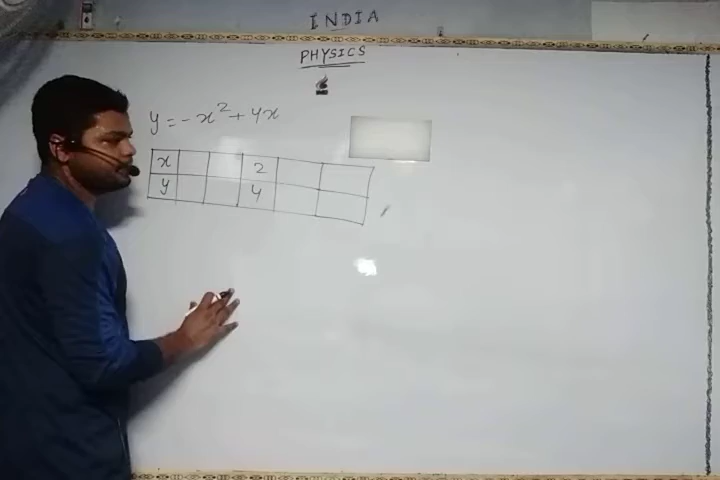 INDIA
PHYSICS
y = - x² + 4x
x 2
y 4